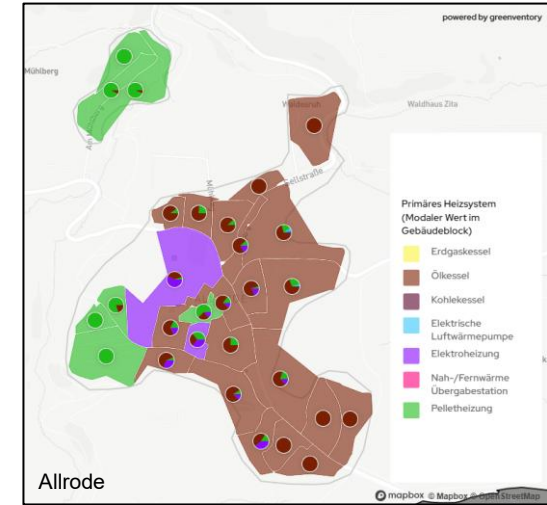 powered by greenventory
Mühlberg
Waldesruh
Waldhaus Zita
Primäres Heizsystem
(Modaler Wert im
Gebäudeblock)
Erdgaskessel
Ölkessel
Kohlekessel
Elektrische
Luftwärmepumpe
Elektroheizung
Nah-/Fernwärme
Übergabestation
Pelletheizung
Allrode
mapbox © Mapbox © OpenStreetMap